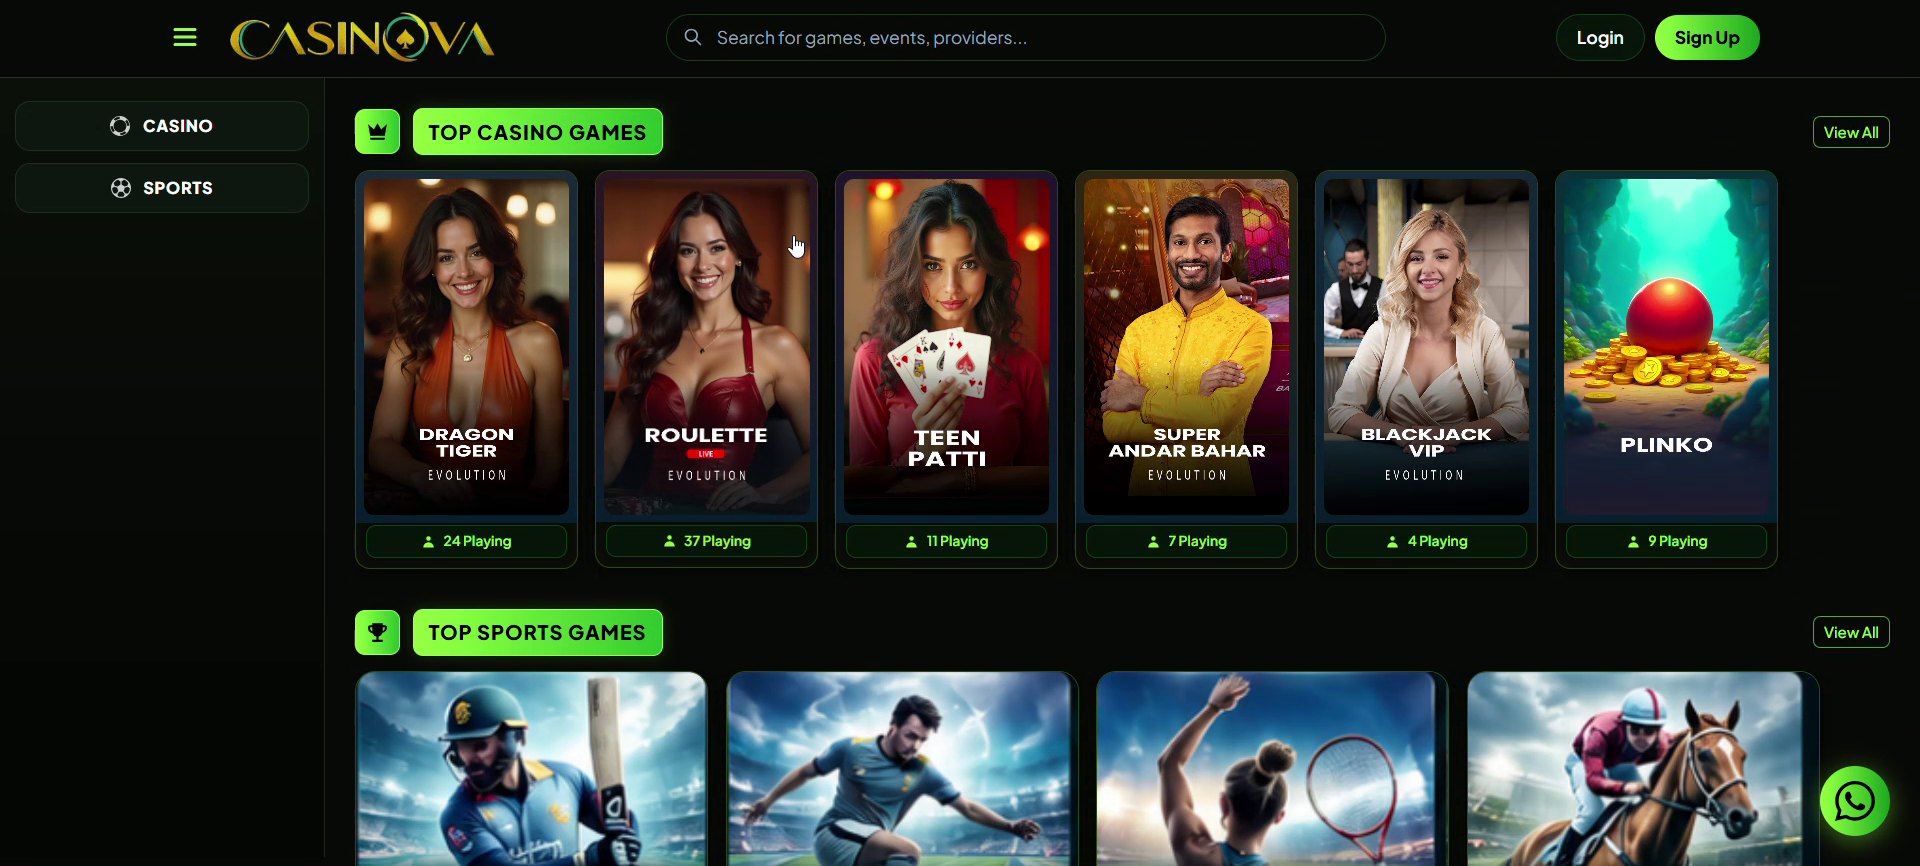 CASINOVA
Search for games, events, providers...
Login
Sign Up
CASINO
SPORTS
TOP CASINO GAMES
View All
DRAGON
TIGER
EVOLUTION
24 Playing
ROULETTE
LIVE
EVOLUTION
37 Playing
TEEN
PATTI
11 Playing
SUPER
ANDAR BAHAR
EVOLUTION
7 Playing
BLACKJACK
VIP
EVOLUTION
4 Playing
PLINKO
9 Playing
TOP SPORTS GAMES
View All